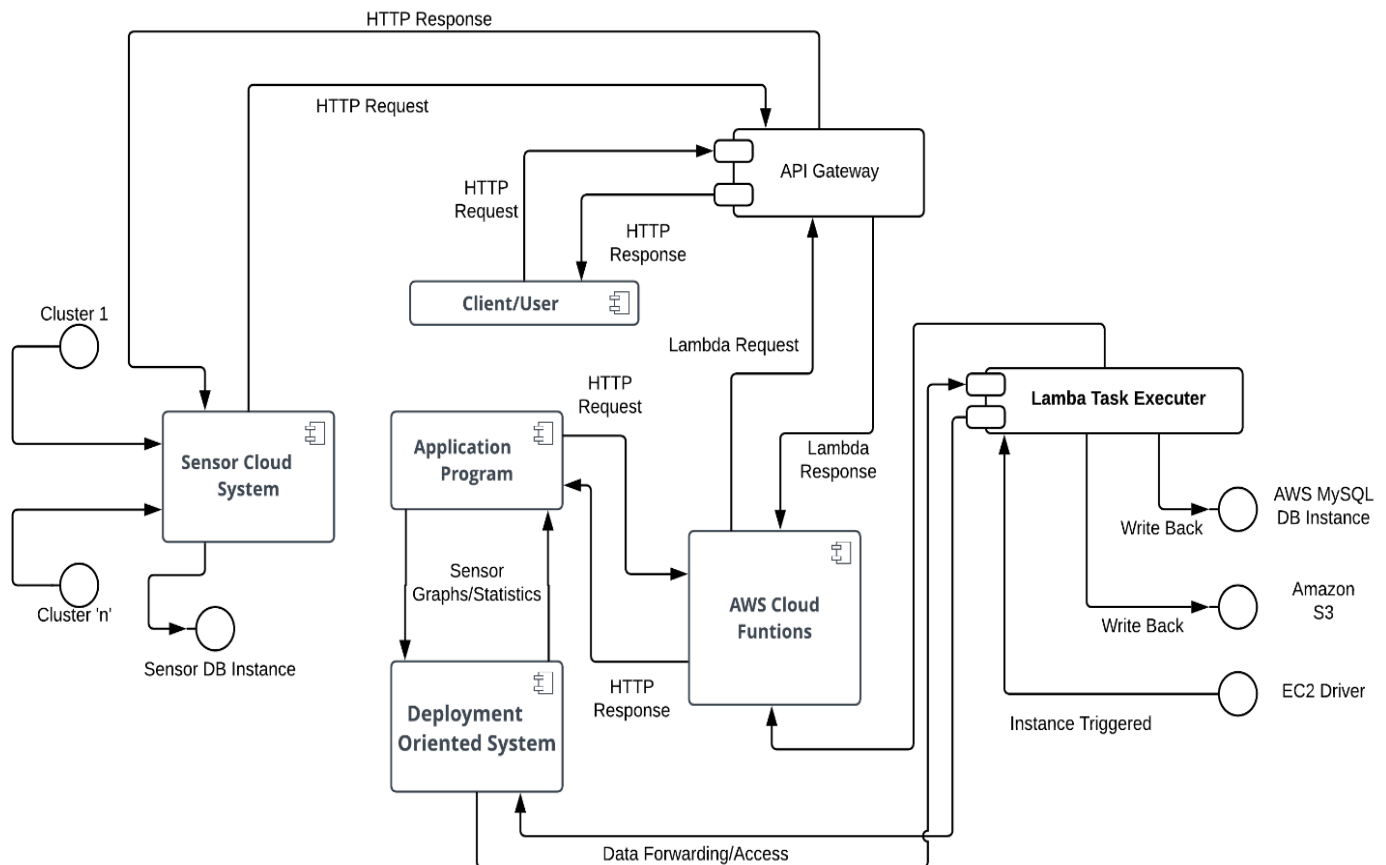 HTTP Response
HTTP Request
API Gateway
HTTP
Request
HTTP
Response
Client/User
Cluster 1
Lambda Request
HTTP
Request
Lamba Task Executer
Sensor Cloud
System
Application
Program
Lambda
Response
AWS MySQL
DB Instance
Write Back
Sensor
Graphs/Statistics
AWS Cloud
Funtions
Amazon
S3
Write Back
Cluster 'n'
Sensor DB Instance
HTTP
Response
EC2 Driver
Instance Triggered
Deployment
Oriented System
Data Forwarding/Access